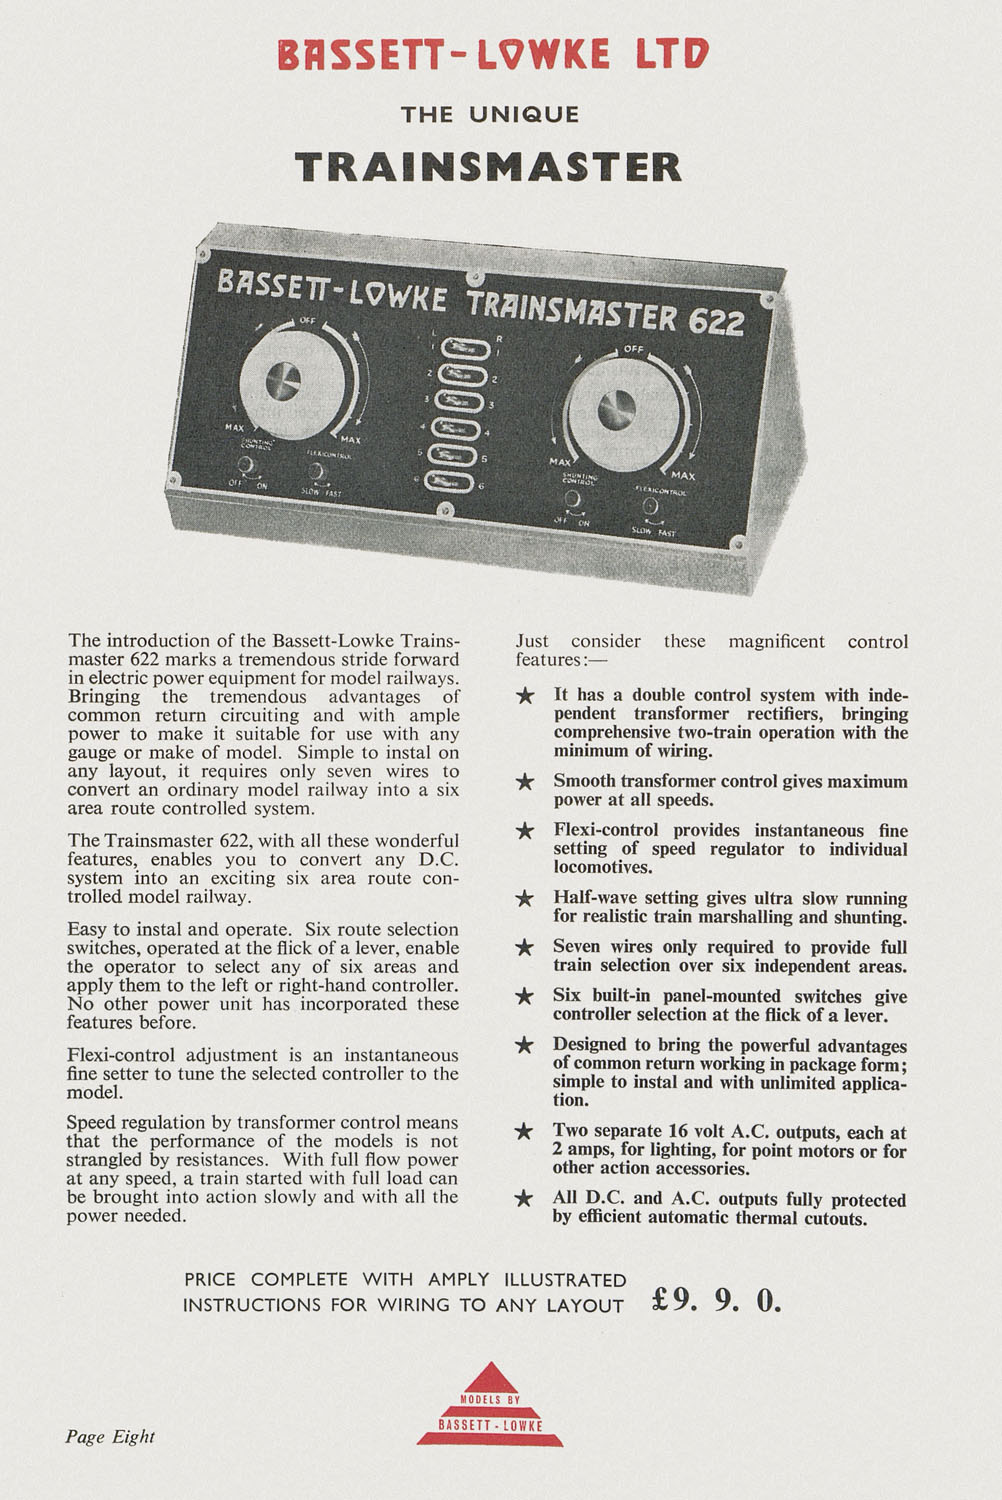 BASSETT-LOWKE LTD
THE UNIQUE
TRAINSMASTER
BASSETT-LOWKE TRAINSMASTER 622
OFF
MAX
MAX
SHUNTING
CONTROL
FLEXICONTROL
OFF ON
SLOW FAST
L R
1 1
2 2
3 3
4 4
5 5
6 6
OFF
MAX
MAX
SHUNTING
CONTROL
FLEXICONTROL
OFF ON
SLOW FAST
The introduction of the Bassett-Lowke Trains-
master 622 marks a tremendous stride forward
in electric power equipment for model railways.
Bringing the tremendous advantages of
common return circuiting and with ample
power to make it suitable for use with any
gauge or make of model. Simple to instal on
any layout, it requires only seven wires to
convert an ordinary model railway into a six
area route controlled system.
The Trainsmaster 622, with all these wonderful
features, enables you to convert any D.C.
system into an exciting six area route con-
trolled model railway.
Easy to instal and operate. Six route selection
switches, operated at the flick of a lever, enable
the operator to select any of six areas and
apply them to the left or right-hand controller.
No other power unit has incorporated these
features before.
Flexi-control adjustment is an instantaneous
fine setter to tune the selected controller to the
model.
Speed regulation by transformer control means
that the performance of the models is not
strangled by resistances. With full flow power
at any speed, a train started with full load can
be brought into action slowly and with all the
power needed.
Just consider these magnificent control
features:—
★ It has a double control system with inde-
pendent transformer rectifiers, bringing
comprehensive two-train operation with the
minimum of wiring.
★ Smooth transformer control gives maximum
power at all speeds.
★ Flexi-control provides instantaneous fine
setting of speed regulator to individual
locomotives.
★ Half-wave setting gives ultra slow running
for realistic train marshalling and shunting.
★ Seven wires only required to provide full
train selection over six independent areas.
★ Six built-in panel-mounted switches give
controller selection at the flick of a lever.
★ Designed to bring the powerful advantages
of common return working in package form;
simple to instal and with unlimited applica-
tion.
★ Two separate 16 volt A.C. outputs, each at
2 amps, for lighting, for point motors or for
other action accessories.
★ All D.C. and A.C. outputs fully protected
by efficient automatic thermal cutouts.
PRICE COMPLETE WITH AMPLY ILLUSTRATED
INSTRUCTIONS FOR WIRING TO ANY LAYOUT £9. 9. 0.
MODELS BY
BASSETT-LOWKE
Page Eight